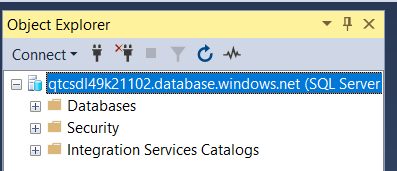 Object Explorer
Connect
qtcsdl49k21102.database.windows.net (SQL Server
Databases
Security
Integration Services Catalogs